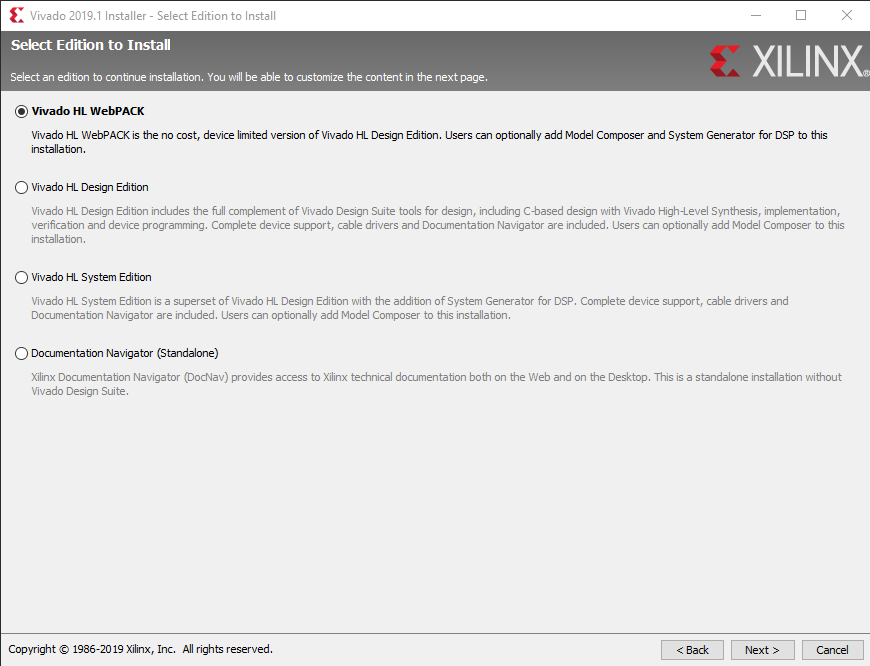 Vivado 2019.1 Installer - Select Edition to Install
Select Edition to Install
Select an edition to continue installation. You will be able to customize the content in the next page.
XILINX®
Vivado HL WebPACK
Vivado HL WebPACK is the no cost, device limited version of Vivado HL Design Edition. Users can optionally add Model Composer and System Generator for DSP to this
installation.
Vivado HL Design Edition
Vivado HL Design Edition includes the full complement of Vivado Design Suite tools for design, including C-based design with Vivado High-Level Synthesis, implementation,
verification and device programming. Complete device support, cable drivers and Documentation Navigator are included. Users can optionally add Model Composer to this
installation.
Vivado HL System Edition
Vivado HL System Edition is a superset of Vivado HL Design Edition with the addition of System Generator for DSP. Complete device support, cable drivers and
Documentation Navigator are included. Users can optionally add Model Composer to this installation.
Documentation Navigator (Standalone)
Xilinx Documentation Navigator (DocNav) provides access to Xilinx technical documentation both on the Web and on the Desktop. This is a standalone installation without
Vivado Design Suite.
Copyright © 1986-2019 Xilinx, Inc. All rights reserved.
< Back
Next >
Cancel